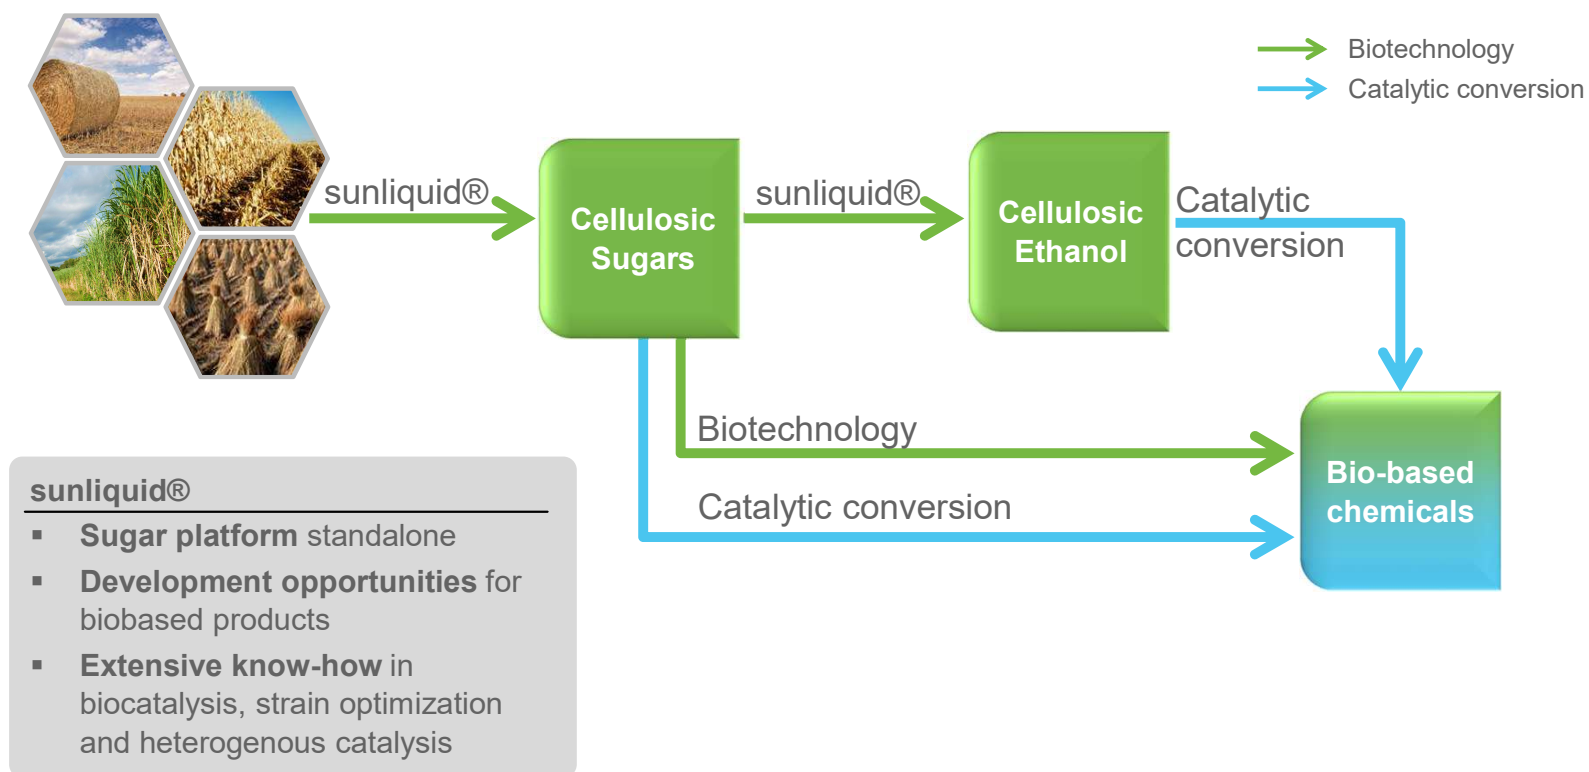 Biotechnology
Catalytic conversion
sunliquid®
Cellulosic
Sugars
sunliquid®
Cellulosic
Ethanol
Catalytic
conversion
Biotechnology
Catalytic conversion
Bio-based
chemicals
sunliquid®
▪ Sugar platform standalone
▪ Development opportunities for
biobased products
▪ Extensive know-how in
biocatalysis, strain optimization
and heterogenous catalysis